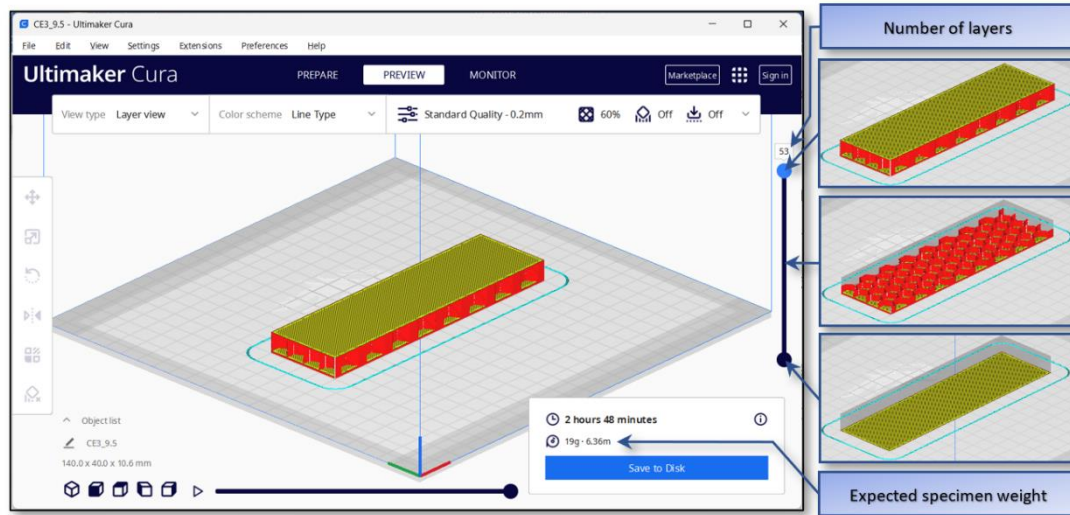 CE3_9.5 - Ultimaker Cura
File Edit View Settings Extensions Preferences Help
Ultimaker Cura PREPARE PREVIEW MONITOR Marketplace Sign in
View type Layer view Color scheme Line Type Standard Quality - 0.2mm 60% Off Off
53
Object list
CE3_9.5
140.0 x 40.0 x 10.6 mm
2 hours 48 minutes
19g · 6.36m
Save to Disk
Number of layers
Expected specimen weight